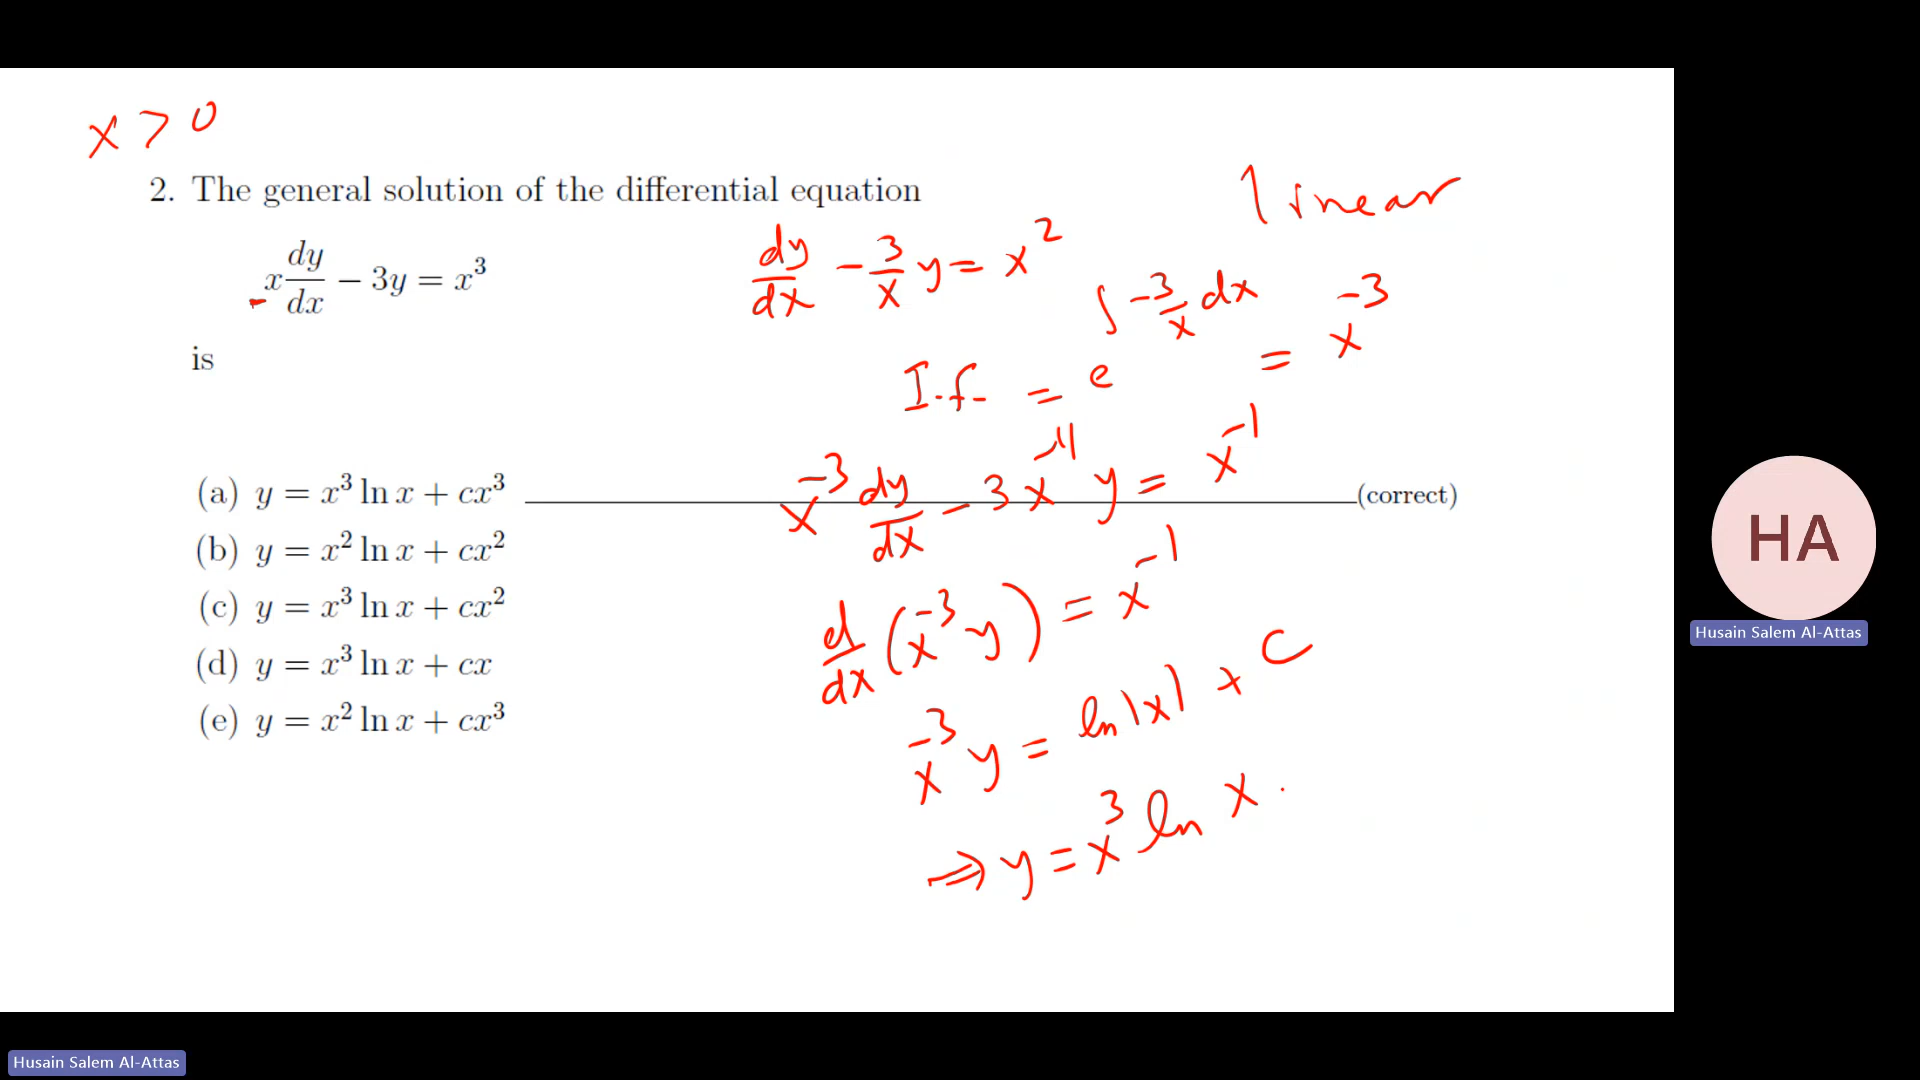 x > 0
2. The general solution of the differential equation
linear
x dy/dx − 3y = x³
dy/dx − 3/x y = x²
I.f. = e^∫ −3/x dx = x⁻³
is
x⁻³ dy/dx − 3x⁻⁴ y = x⁻¹
(a) y = x³ ln x + cx³ (correct)
(b) y = x² ln x + cx²
(c) y = x³ ln x + cx²
(d) y = x³ ln x + cx
(e) y = x² ln x + cx³
d/dx (x⁻³ y) = x⁻¹
x⁻³ y = ln|x| + C
⇒ y = x³ ln x .
HA
Husain Salem Al-Attas
Husain Salem Al-Attas